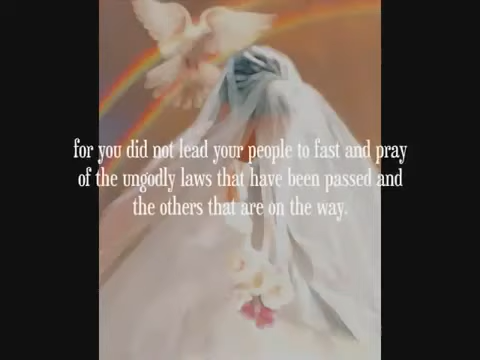 for you did not lead your people to fast and pray
of the ungodly laws that have been passed and
the others that are on the way.